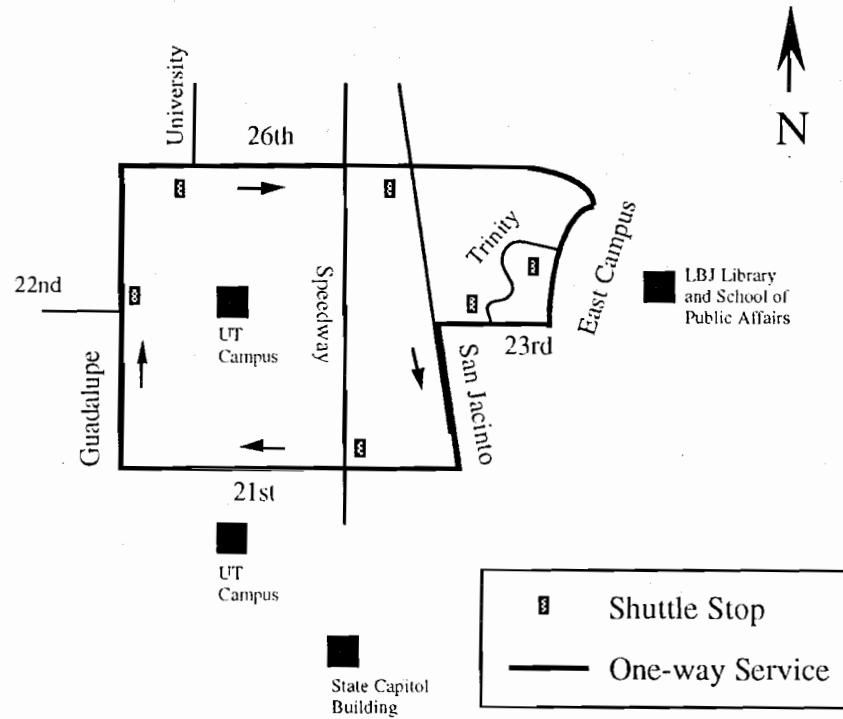 University
26th
N
Trinity
East Campus
22nd
Speedway
LBJ Library
and School of
Public Affairs
UT
Campus
23rd
Guadalupe
San Jacinto
21st
UT
Campus
Shuttle Stop
One-way Service
State Capitol
Building